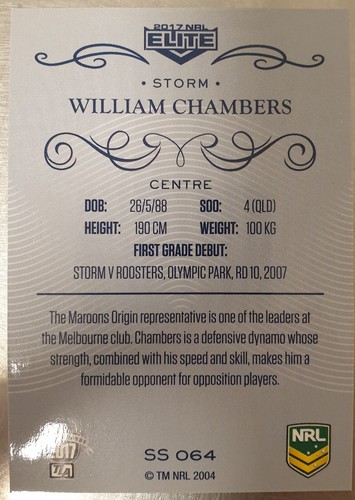 2017 NRL
ELITE
• STORM •
WILLIAM CHAMBERS
CENTRE
DOB: 26/5/88 SOO: 4 (QLD)
HEIGHT: 190 CM WEIGHT: 100 KG
FIRST GRADE DEBUT:
STORM V ROOSTERS, OLYMPIC PARK, RD 10, 2007
The Maroons Origin representative is one of the leaders at
the Melbourne club. Chambers is a defensive dynamo whose
strength, combined with his speed and skill, makes him a
formidable opponent for opposition players.
2017
SS 064
© TM NRL 2004
NRL